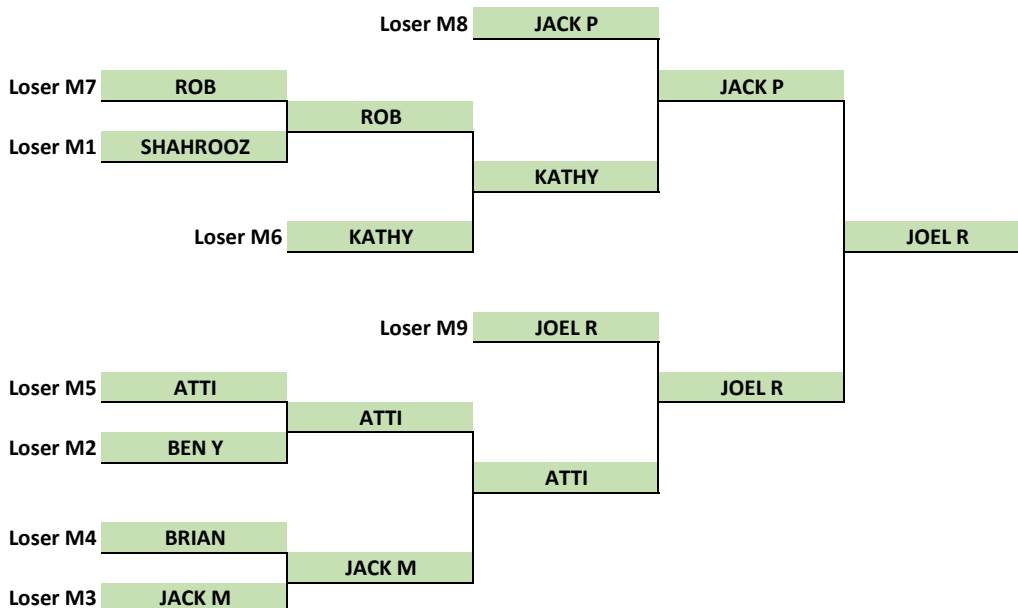 Loser M8 JACK P
Loser M7 ROB JACK P
ROB
Loser M1 SHAHROOZ
KATHY
Loser M6 KATHY JOEL R
Loser M9 JOEL R
Loser M5 ATTI JOEL R
ATTI
Loser M2 BEN Y
ATTI
Loser M4 BRIAN
JACK M
Loser M3 JACK M